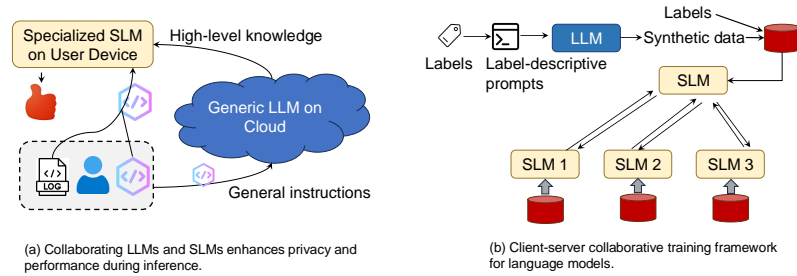 Specialized SLM
on User Device
High-level knowledge
Generic LLM on
Cloud
LOG
General instructions
(a) Collaborating LLMs and SLMs enhances privacy and
performance during inference.
Labels
Label-descriptive
prompts
LLM
Labels
Synthetic data
SLM
SLM 1
SLM 2
SLM 3
(b) Client-server collaborative training framework
for language models.